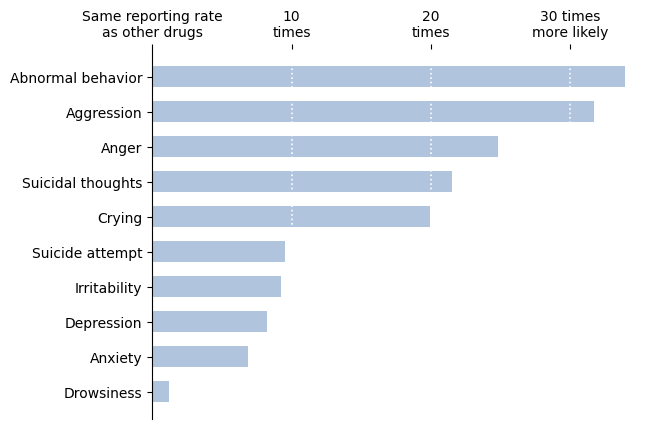 Same reporting rate
as other drugs
10
times
20
times
30 times
more likely
Abnormal behavior
Aggression
Anger
Suicidal thoughts
Crying
Suicide attempt
Irritability
Depression
Anxiety
Drowsiness